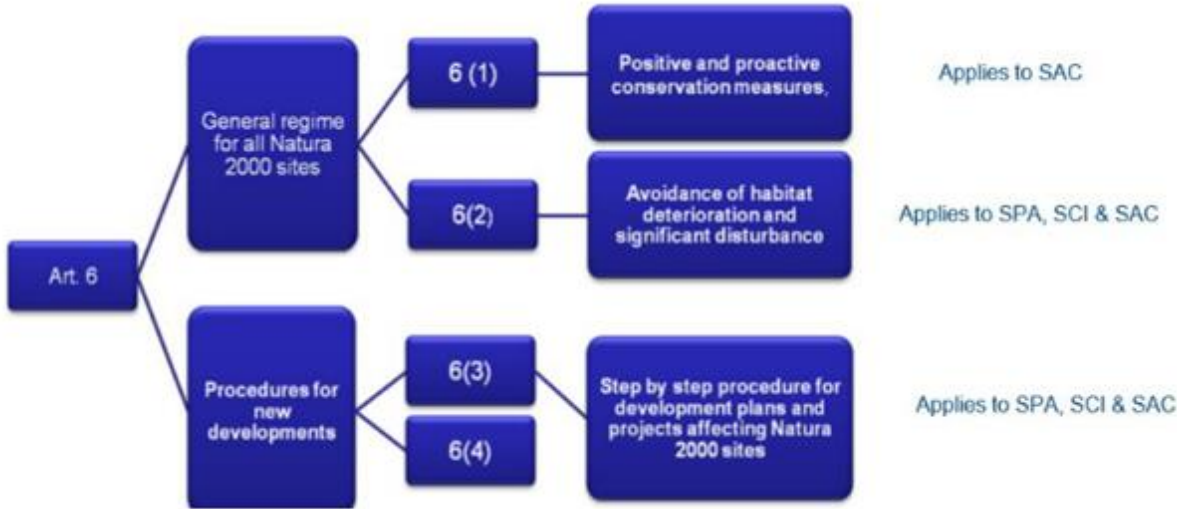 Art. 6
General regime
for all Natura
2000 sites
6 (1)
Positive and proactive
conservation measures,
Applies to SAC
6(2)
Avoidance of habitat
deterioration and
significant disturbance
Applies to SPA, SCI & SAC
Procedures for
new
developments
6(3)
6(4)
Step by step procedure for
development plans and
projects affecting Natura
2000 sites
Applies to SPA, SCI & SAC